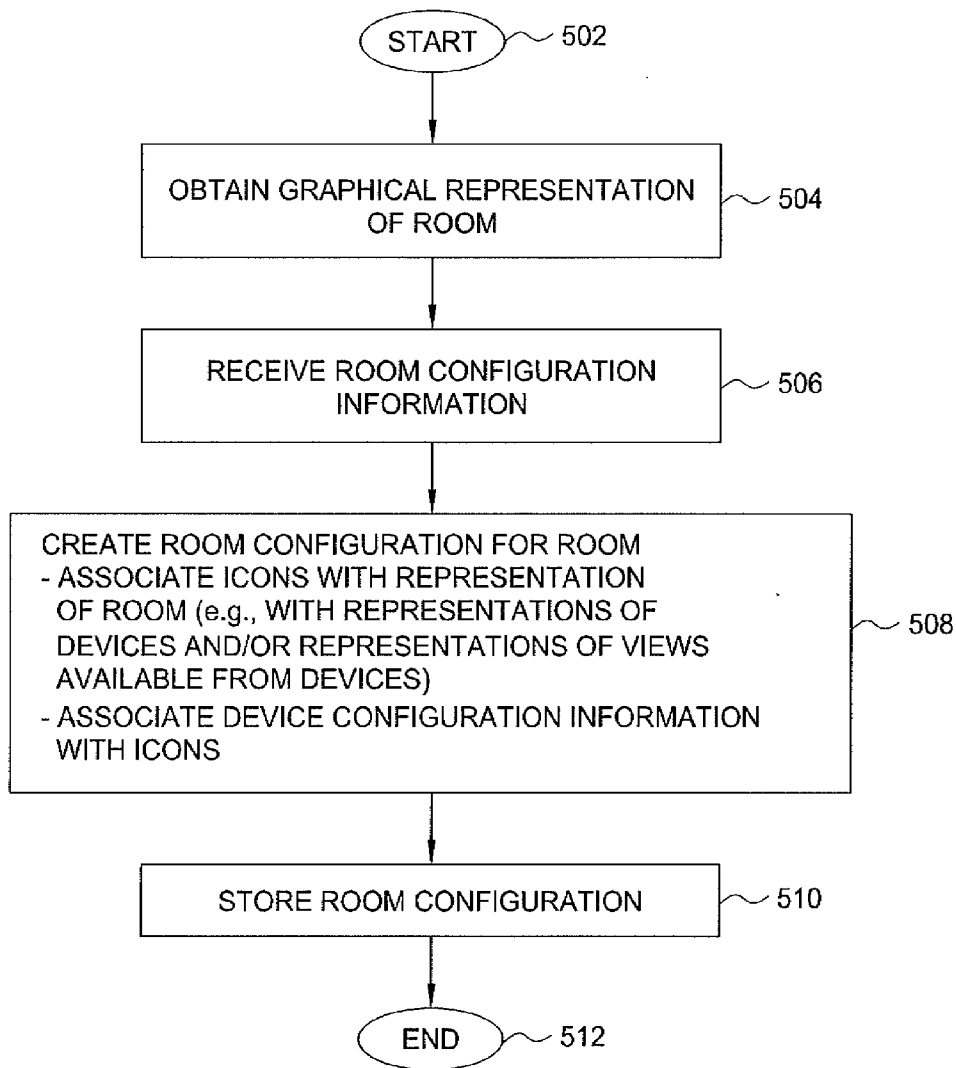 START
502
OBTAIN GRAPHICAL REPRESENTATION
OF ROOM
504
RECEIVE ROOM CONFIGURATION
INFORMATION
506
CREATE ROOM CONFIGURATION FOR ROOM
- ASSOCIATE ICONS WITH REPRESENTATION
OF ROOM (e.g., WITH REPRESENTATIONS OF
DEVICES AND/OR REPRESENTATIONS OF VIEWS
AVAILABLE FROM DEVICES)
- ASSOCIATE DEVICE CONFIGURATION INFORMATION
WITH ICONS
508
STORE ROOM CONFIGURATION
510
END
512